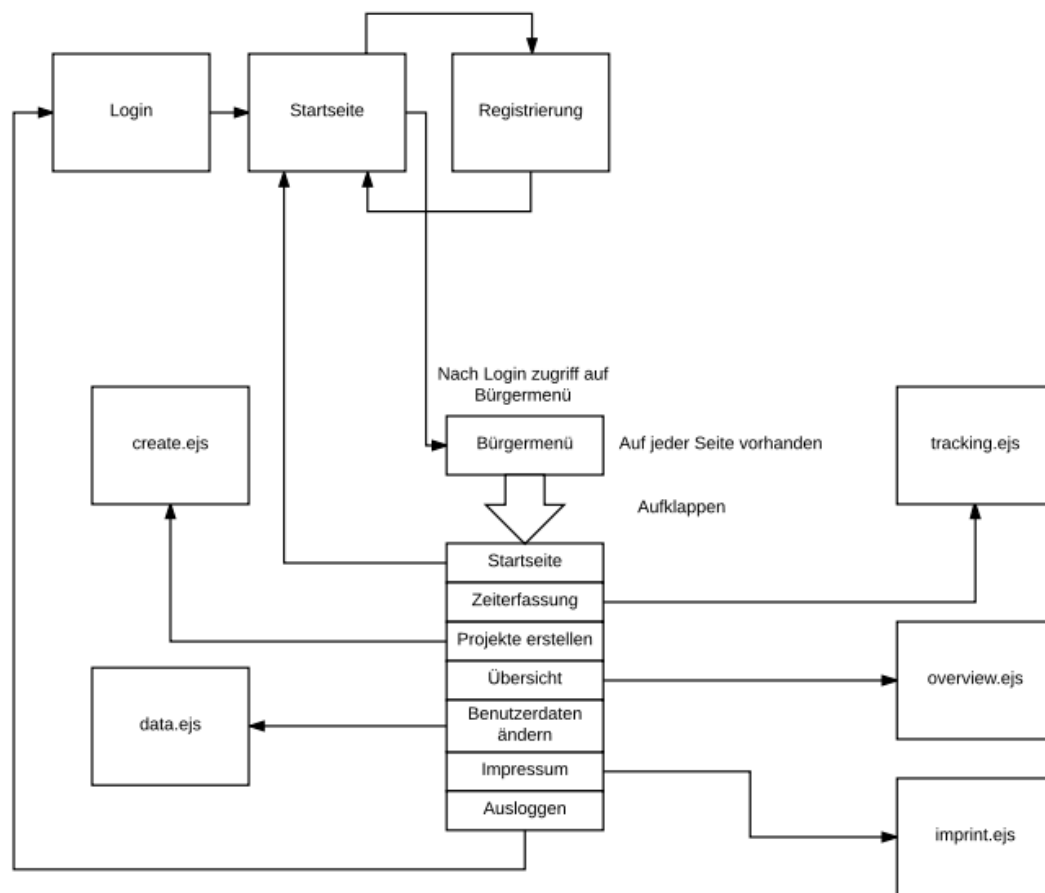 Login
Startseite
Registrierung
Nach Login zugriff auf
Bürgermenü
create.ejs
Bürgermenü
Auf jeder Seite vorhanden
tracking.ejs
Aufklappen
Startseite
Zeiterfassung
Projekte erstellen
Übersicht
overview.ejs
Benutzerdaten
ändern
data.ejs
Impressum
Ausloggen
imprint.ejs